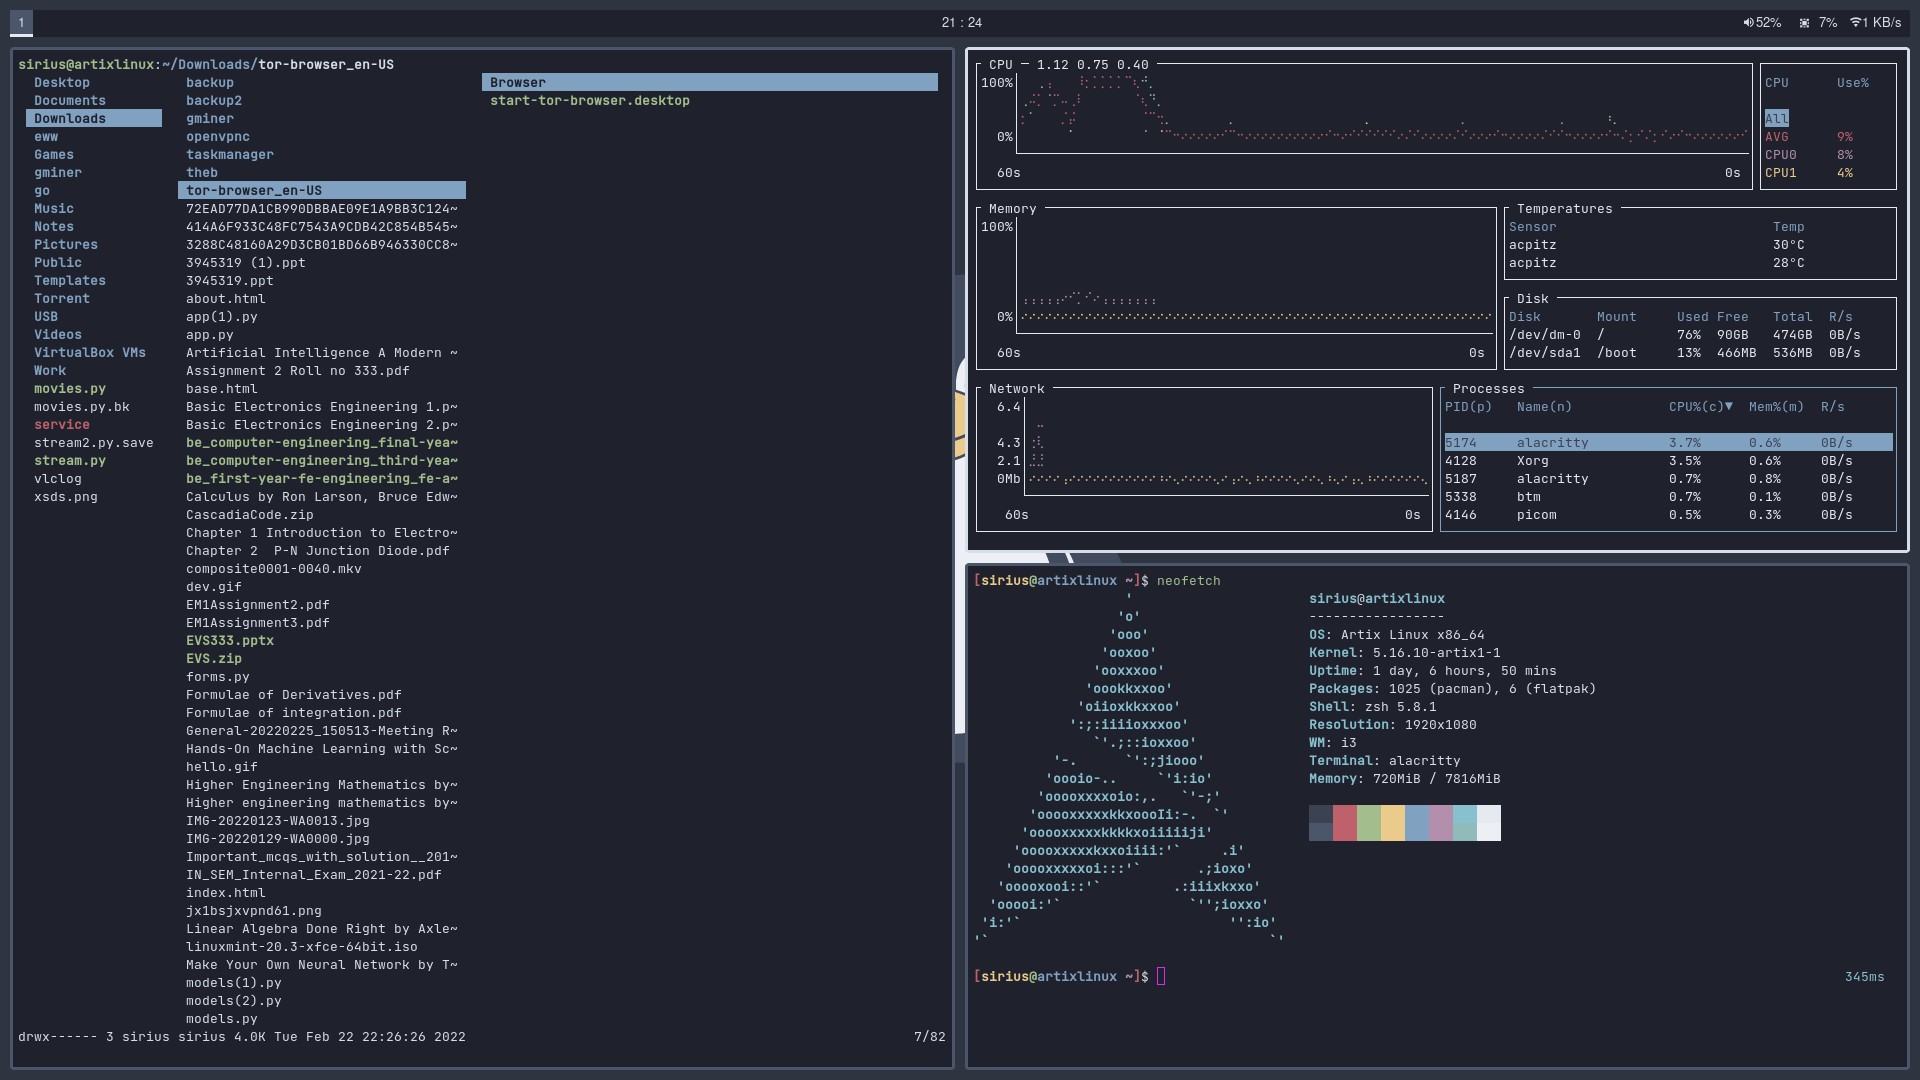 1
21 : 24
52% 7% 1 KB/s
sirius@artixlinux:~/Downloads/tor-browser_en-US
Desktop
Documents
Downloads
eww
Games
gminer
go
Music
Notes
Pictures
Public
Templates
Torrent
USB
Videos
VirtualBox VMs
Work
movies.py
movies.py.bk
service
stream2.py.save
stream.py
vlclog
xsds.png
backup
backup2
gminer
openvpnc
taskmanager
theb
tor-browser_en-US
72EAD77DA1CB990DBBAE09E1A9BB3C124~
414A6F933C48FC7543A9CDB42C854B545~
3288C48160A29D3CB01BD66B946330CC8~
3945319 (1).ppt
3945319.ppt
about.html
app(1).py
app.py
Artificial Intelligence A Modern ~
Assignment 2 Roll no 333.pdf
base.html
Basic Electronics Engineering 1.p~
Basic Electronics Engineering 2.p~
be_computer-engineering_final-yea~
be_computer-engineering_third-yea~
be_first-year-fe-engineering_fe-a~
Calculus by Ron Larson, Bruce Edw~
CascadiaCode.zip
Chapter 1 Introduction to Electro~
Chapter 2  P-N Junction Diode.pdf
composite0001-0040.mkv
dev.gif
EM1Assignment2.pdf
EM1Assignment3.pdf
EVS333.pptx
EVS.zip
forms.py
Formulae of Derivatives.pdf
Formulae of integration.pdf
General-20220225_150513-Meeting R~
Hands-On Machine Learning with Sc~
hello.gif
Higher Engineering Mathematics by~
Higher engineering mathematics by~
IMG-20220123-WA0013.jpg
IMG-20220129-WA0000.jpg
Important_mcqs_with_solution__201~
IN_SEM_Internal_Exam_2021-22.pdf
index.html
jx1bsjxvpnd61.png
Linear Algebra Done Right by Axle~
linuxmint-20.3-xfce-64bit.iso
Make Your Own Neural Network by T~
models(1).py
models(2).py
models.py
Browser
start-tor-browser.desktop
drwx------ 3 sirius sirius 4.0K Tue Feb 22 22:26:26 2022 7/82
CPU — 1.12 0.75 0.40
100%
0%
60s 0s
CPU Use%
All
AVG 9%
CPU0 8%
CPU1 4%
Memory
100%
0%
60s 0s
Temperatures
Sensor Temp
acpitz 30°C
acpitz 28°C
Disk
Disk Mount Used Free Total R/s
/dev/dm-0 / 76% 90GB 474GB 0B/s
/dev/sda1 /boot 13% 466MB 536MB 0B/s
Network
6.4
4.3
2.1
0Mb
60s 0s
Processes
PID(p) Name(n) CPU%(c)▼ Mem%(m) R/s
5174 alacritty 3.7% 0.6% 0B/s
4128 Xorg 3.5% 0.6% 0B/s
5187 alacritty 0.7% 0.8% 0B/s
5338 btm 0.7% 0.1% 0B/s
4146 picom 0.5% 0.3% 0B/s
[sirius@artixlinux ~]$ neofetch
'
'o'
'ooo'
'ooxoo'
'ooxxxoo'
'oookkxxoo'
'oiioxkkxxoo'
':;:iiiioxxxoo'
`'.;::ioxxoo'
'-. `':;jiooo'
'oooio-.. `'i:io'
'ooooxxxxoio:,. `'-;'
'ooooxxxxxkkxoooIi:-. `'
'ooooxxxxxkkkkxoiiiiiji'
'ooooxxxxxkxxoiiii:'` .i'
'ooooxxxxxoi:::'` .;ioxo'
'ooooxooi::'` .:iiixkxxo'
'ooooi:'` `'';ioxxo'
'i:'` '':io'
'` `'
sirius@artixlinux
-----------------
OS: Artix Linux x86_64
Kernel: 5.16.10-artix1-1
Uptime: 1 day, 6 hours, 50 mins
Packages: 1025 (pacman), 6 (flatpak)
Shell: zsh 5.8.1
Resolution: 1920x1080
WM: i3
Terminal: alacritty
Memory: 720MiB / 7816MiB
[sirius@artixlinux ~]$ 345ms